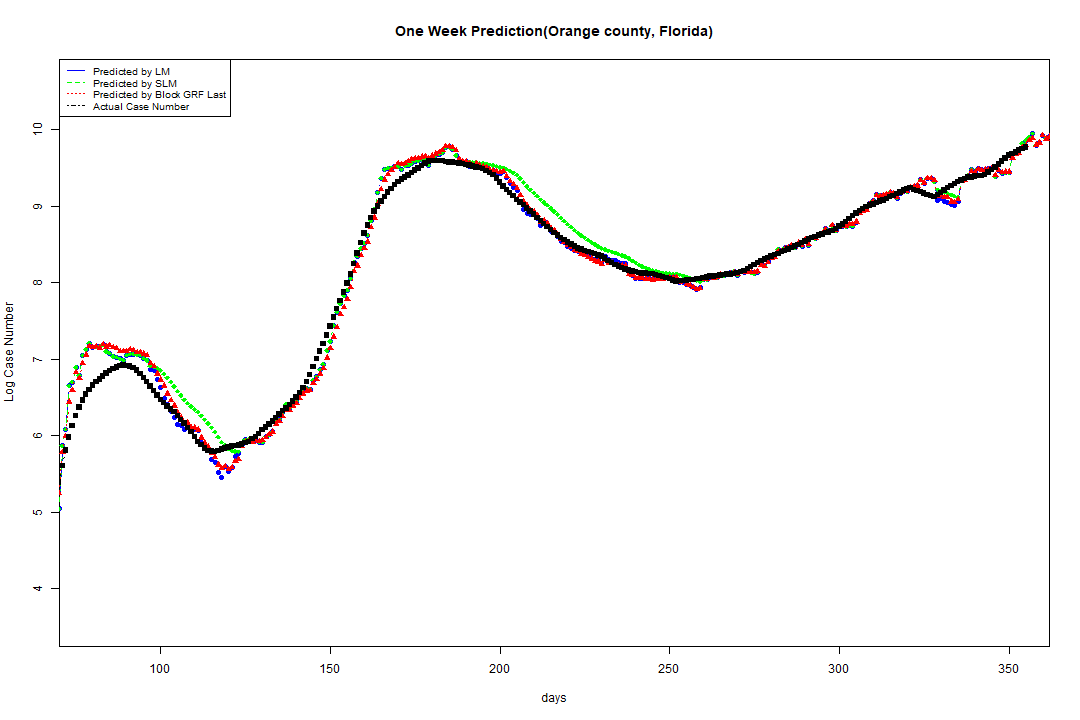 One Week Prediction(Orange county, Florida)
Predicted by LM
Predicted by SLM
Predicted by Block GRF Last
Actual Case Number
Log Case Number
10
9
8
7
6
5
4
100 150 200 250 300 350
days